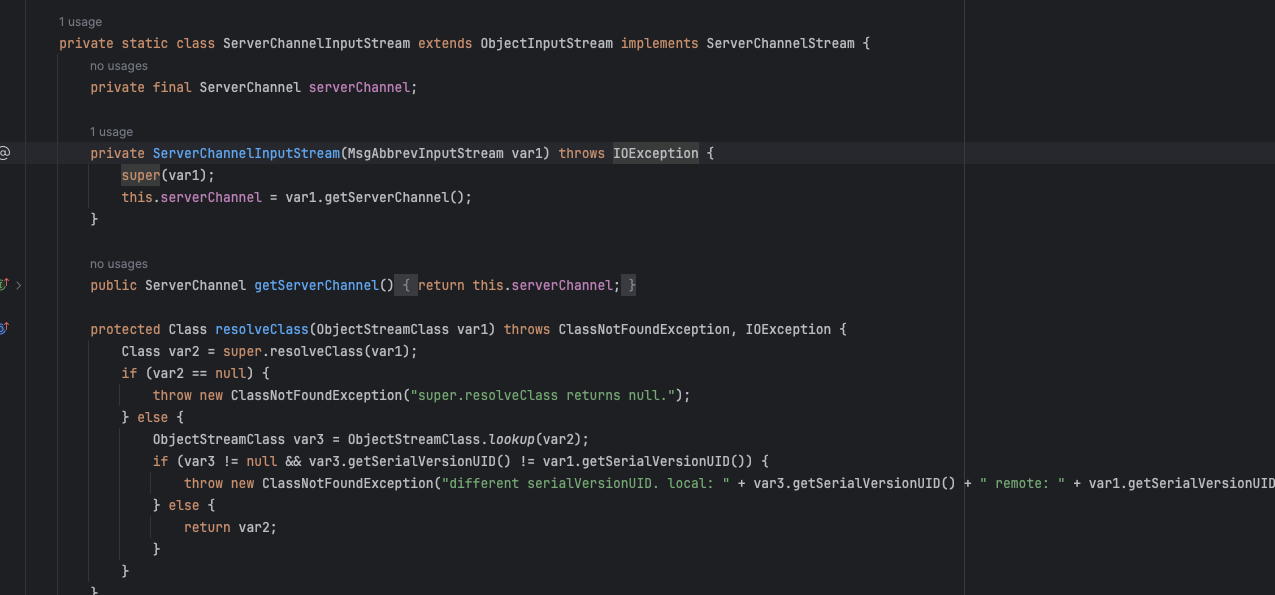 1 usage
private static class ServerChannelInputStream extends ObjectInputStream implements ServerChannelStream {
no usages
private final ServerChannel serverChannel;
1 usage
private ServerChannelInputStream(MsgAbbrevInputStream var1) throws IOException {
super(var1);
this.serverChannel = var1.getServerChannel();
}
no usages
public ServerChannel getServerChannel() { return this.serverChannel; }
protected Class resolveClass(ObjectStreamClass var1) throws ClassNotFoundException, IOException {
Class var2 = super.resolveClass(var1);
if (var2 == null) {
throw new ClassNotFoundException("super.resolveClass returns null.");
} else {
ObjectStreamClass var3 = ObjectStreamClass.lookup(var2);
if (var3 != null && var3.getSerialVersionUID() != var1.getSerialVersionUID()) {
throw new ClassNotFoundException("different serialVersionUID. local: " + var3.getSerialVersionUID() + " remote: " + var1.getSerialVersionUID
} else {
return var2;
}
}
}